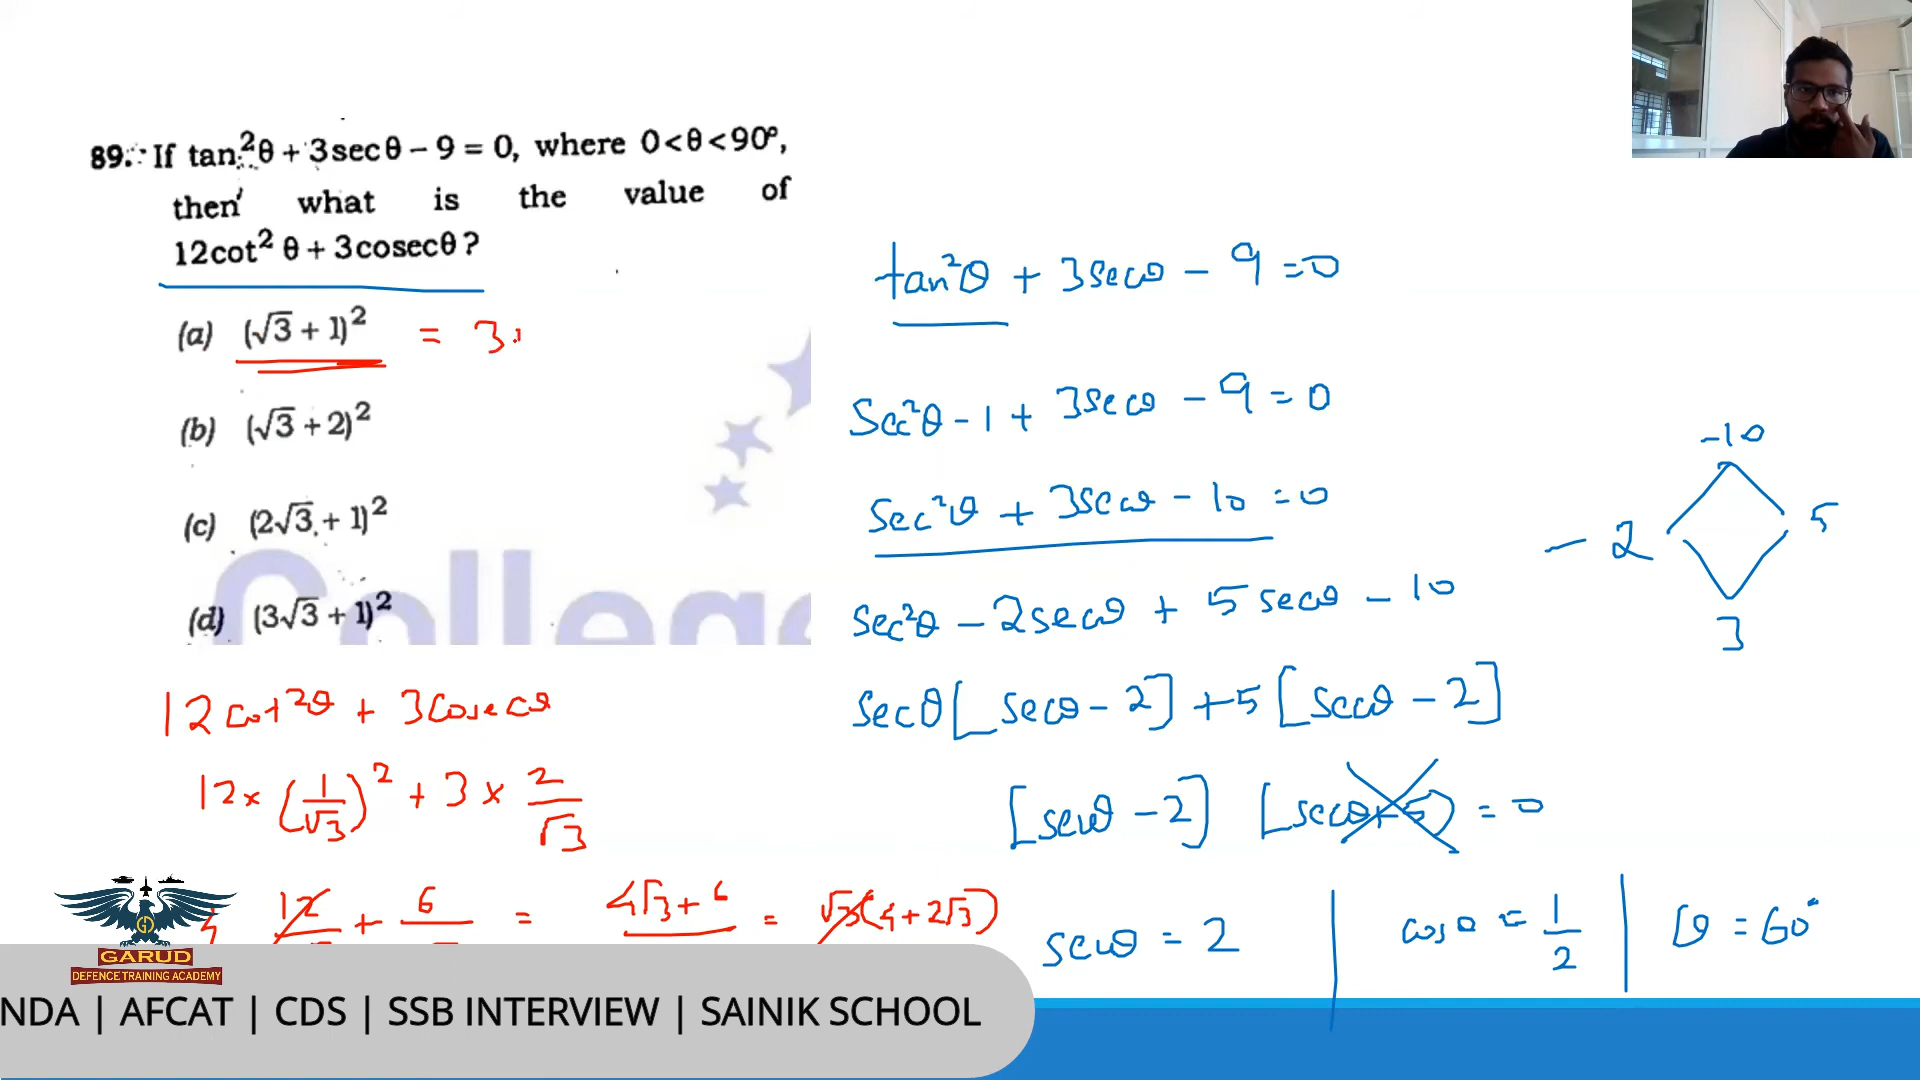 89. If tan²θ + 3secθ − 9 = 0, where 0<θ<90°,
then what is the value of
12cot² θ + 3cosecθ?
(a) (√3 + 1)² = 3+
(b) (√3 + 2)²
(c) (2√3 + 1)²
(d) (3√3 + 1)²
College
12cot²θ + 3cosecθ
12 × (1/√3)² + 3 × 2/√3
12 + 6 = 4√3 + 6 = √3(4 + 2√3)
tan²θ + 3secθ − 9 = 0
sec²θ − 1 + 3secθ − 9 = 0
sec²θ + 3secθ − 10 = 0
sec²θ − 2secθ + 5secθ − 10
secθ[secθ − 2] + 5[secθ − 2]
[secθ − 2] [secθ + 5] = 0
secθ = 2 | cosθ = 1/2 | θ = 60°
−10
−2 5
3
GARUD
DEFENCE TRAINING ACADEMY
NDA | AFCAT | CDS | SSB INTERVIEW | SAINIK SCHOOL